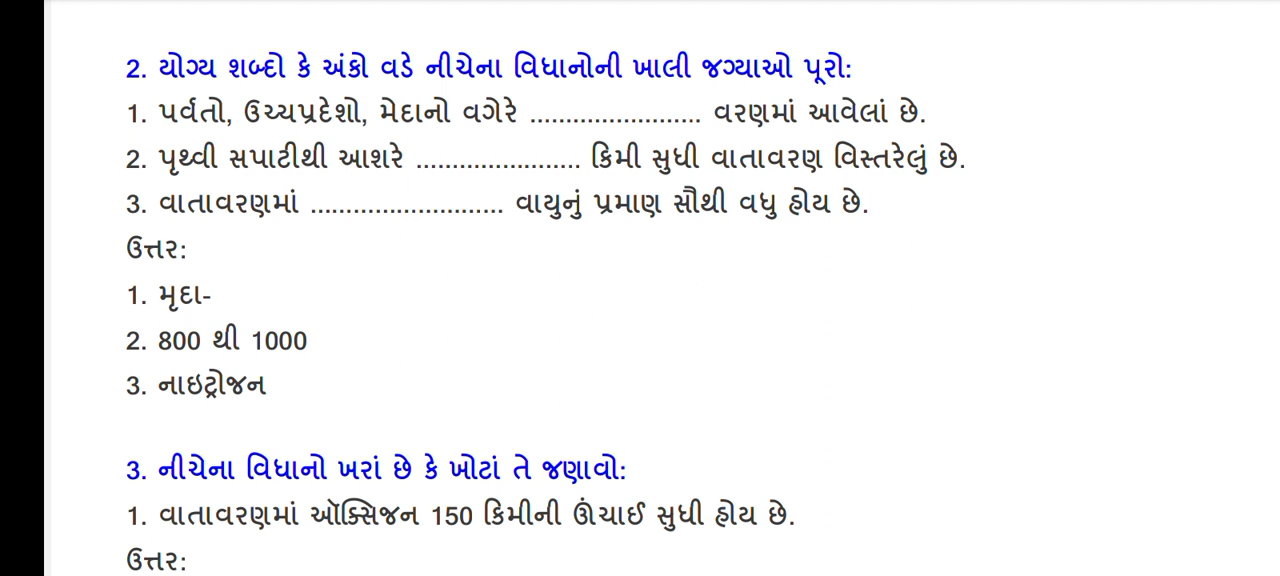 2. યોગ્ય શબ્દો કે અંકો વડે નીચેના વિધાનોની ખાલી જગ્યાઓ પૂરો:
1. પર્વતો, ઉચ્ચપ્રદેશો, મેદાનો વગેરે ........................ વરણમાં આવેલાં છે.
2. પૃથ્વી સપાટીથી આશરે ....................... કિમી સુધી વાતાવરણ વિસ્તરેલું છે.
3. વાતાવરણમાં ........................... વાયુનું પ્રમાણ સૌથી વધુ હોય છે.
ઉત્તર:
1. મૃદા-
2. 800 થી 1000
3. નાઇટ્રોજન
3. નીચેના વિધાનો ખરાં છે કે ખોટાં તે જણાવો:
1. વાતાવરણમાં ઑક્સિજન 150 કિમીની ઊંચાઈ સુધી હોય છે.
ઉત્તર: